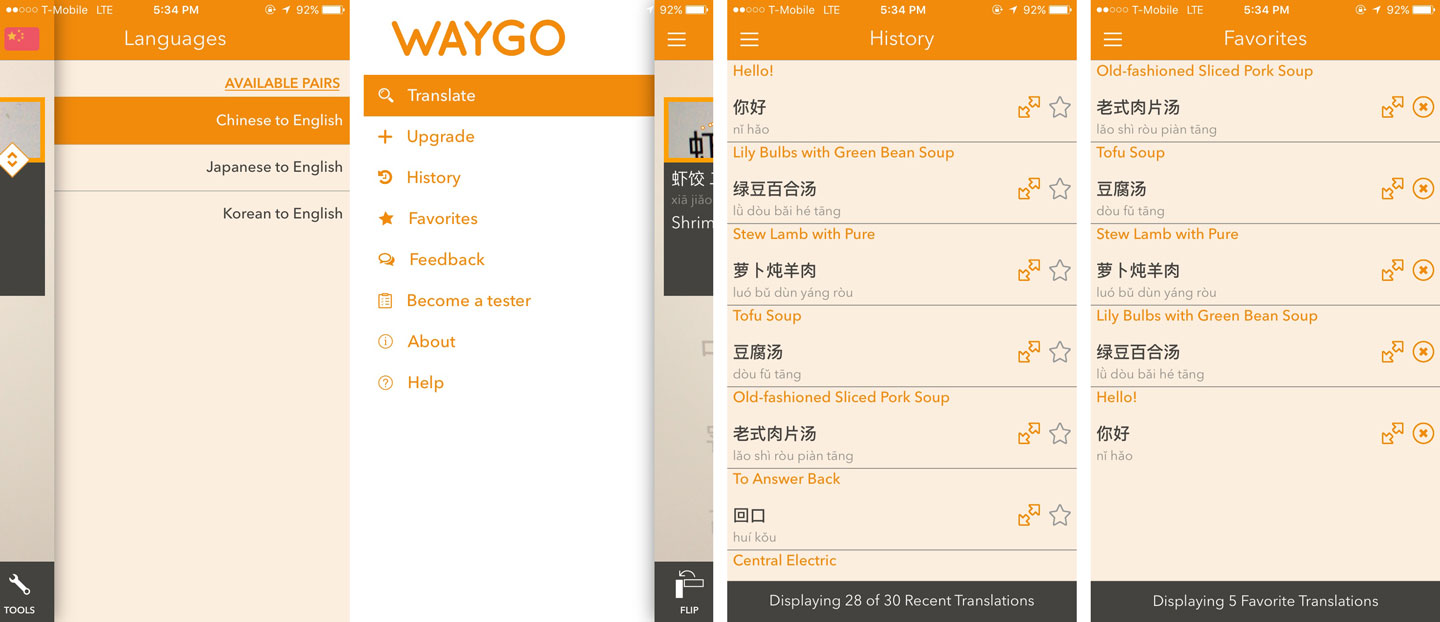 T-Mobile LTE 5:34 PM 92%
Languages
AVAILABLE PAIRS
Chinese to English
Japanese to English
Korean to English
TOOLS
92%
WAYGO
Translate
Upgrade
History
Favorites
Feedback
Become a tester
About
Help
虾饺
xiā jiǎo
Shrim
FLIP
T-Mobile LTE 5:34 PM 92%
History
Hello!
你好
nǐ hǎo
Lily Bulbs with Green Bean Soup
绿豆百合汤
lǜ dòu bǎi hé tāng
Stew Lamb with Pure
萝卜炖羊肉
luó bǔ dùn yáng ròu
Tofu Soup
豆腐汤
dòu fǔ tāng
Old-fashioned Sliced Pork Soup
老式肉片汤
lǎo shì ròu piàn tāng
To Answer Back
回口
huí kǒu
Central Electric
Displaying 28 of 30 Recent Translations
T-Mobile LTE 5:34 PM 92%
Favorites
Old-fashioned Sliced Pork Soup
老式肉片汤
lǎo shì ròu piàn tāng
Tofu Soup
豆腐汤
dòu fǔ tāng
Stew Lamb with Pure
萝卜炖羊肉
luó bǔ dùn yáng ròu
Lily Bulbs with Green Bean Soup
绿豆百合汤
lǜ dòu bǎi hé tāng
Hello!
你好
nǐ hǎo
Displaying 5 Favorite Translations